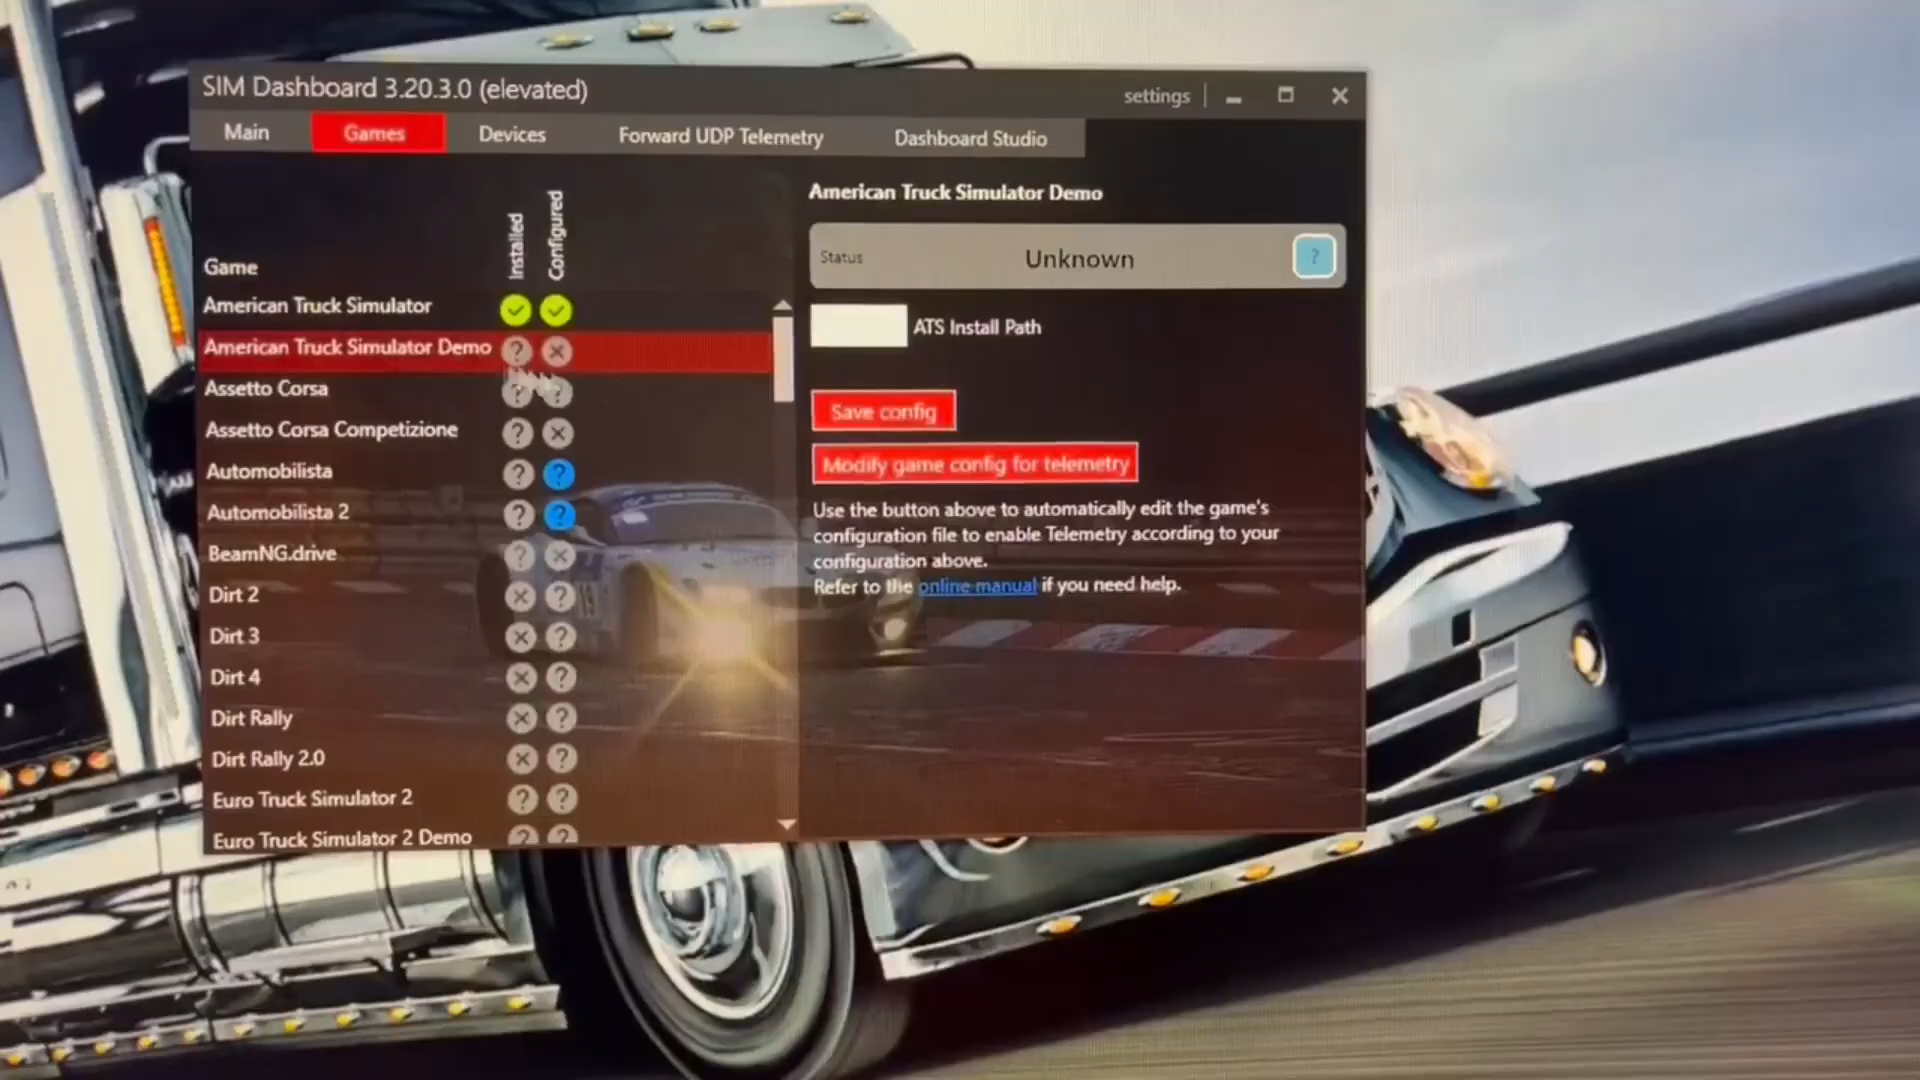 SIM Dashboard 3.20.3.0 (elevated)
settings
Main
Games
Devices
Forward UDP Telemetry
Dashboard Studio
Game
Installed
Configured
American Truck Simulator
American Truck Simulator Demo
Assetto Corsa
Assetto Corsa Competizione
Automobilista
Automobilista 2
BeamNG.drive
Dirt 2
Dirt 3
Dirt 4
Dirt Rally
Dirt Rally 2.0
Euro Truck Simulator 2
Euro Truck Simulator 2 Demo
American Truck Simulator Demo
Status
Unknown
?
ATS Install Path
Save config
Modify game config for telemetry
Use the button above to automatically edit the game's
configuration file to enable Telemetry according to your
configuration above.
Refer to the online manual if you need help.